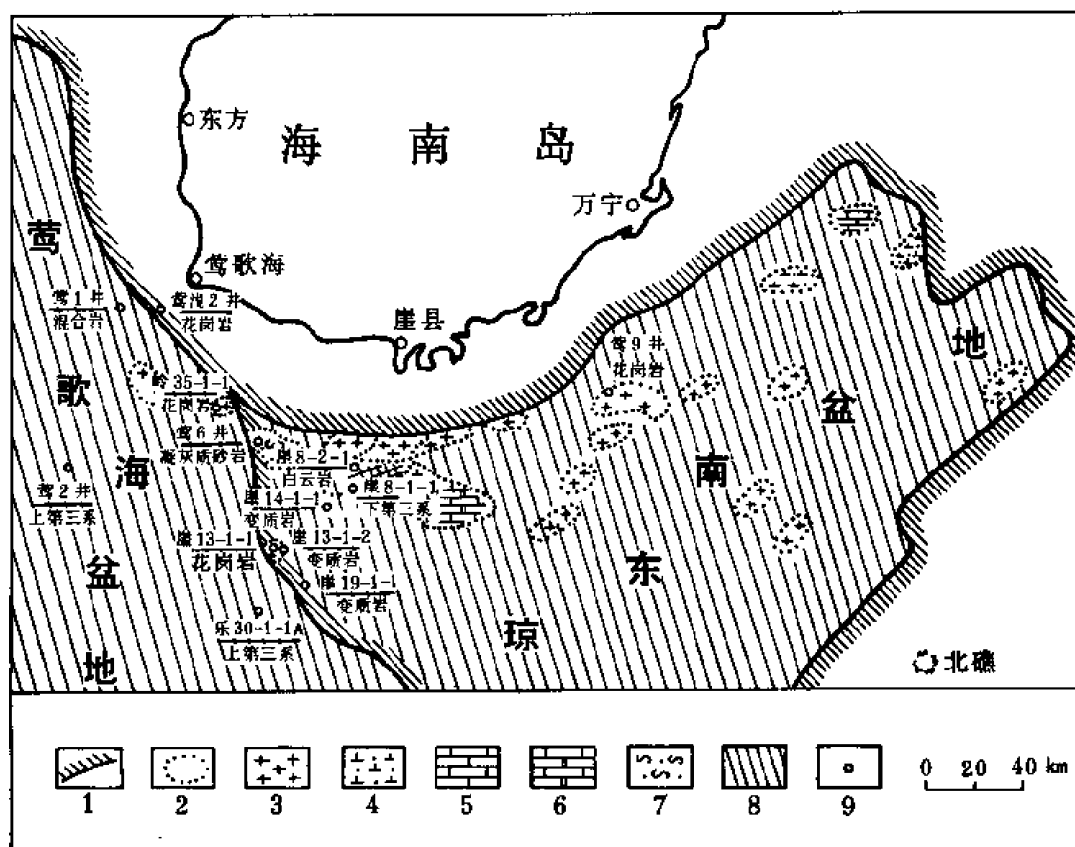 海南岛
东方
万宁
莺歌海
崖县
莺1井
混合岩
莺浅2井
花岗岩
莺9井
花岗岩
岭35-1-1
花岗岩
莺6井
凝灰质砂岩
崖8-2-1
白云岩
崖8-1-1
下第三系
莺2井
上第三系
崖14-1-1
变质岩
崖13-1-1
花岗岩
崖13-1-2
变质岩
崖19-1-1
变质岩
乐30-1-1A
上第三系
莺歌海盆地
琼东南盆地
北礁
1 2 3 4 5 6 7 8 9
0 20 40 km